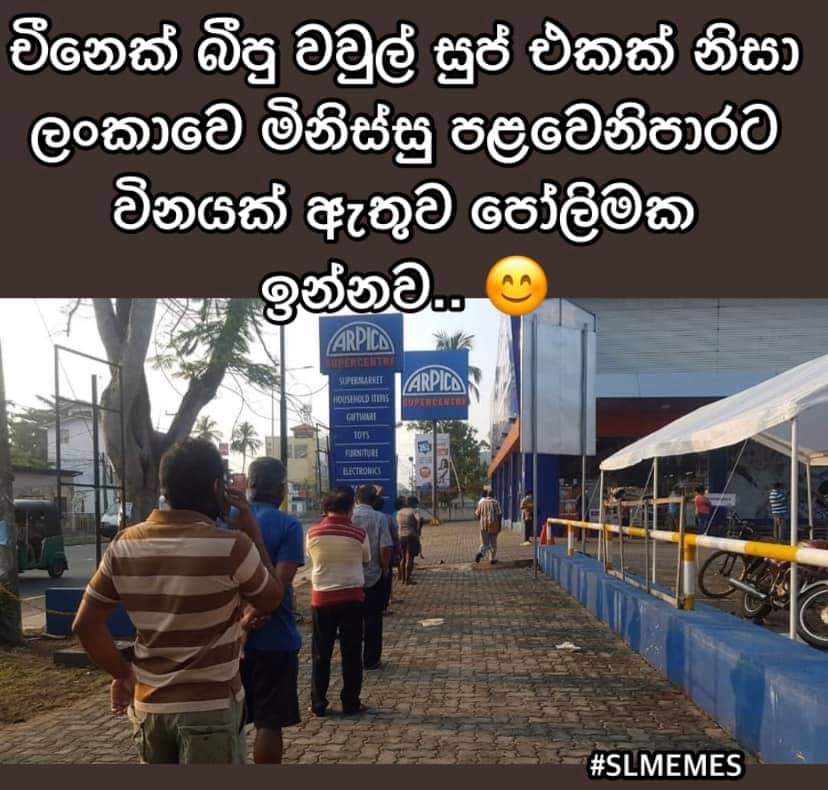 චීනෙක් බීපු වවුල් සුප් එකක් නිසා
ලංකාවෙ මිනිස්සු පළවෙනිපාරට
විනයක් ඇතුව පෝලිමක
ඉන්නව.. 😊
ARPICO
SUPERCENTRE
SUPERMARKET
HOUSEHOLD ITEMS
GIFTWARE
TOYS
FURNITURE
ELECTRONICS
ARPICO
SUPERCENTRE
#SLMEMES